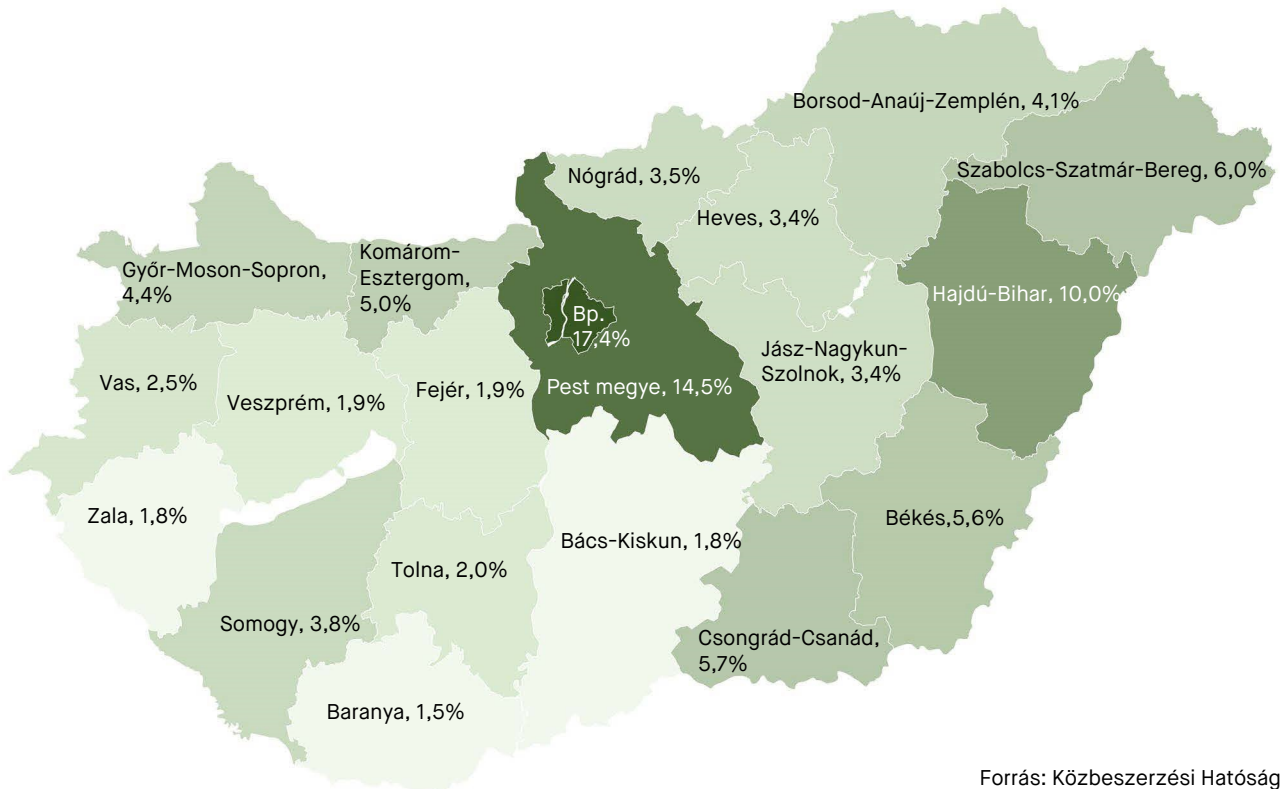 Borsod-Anaúj-Zemplén, 4,1%
Szabolcs-Szatmár-Bereg, 6,0%
Nógrád, 3,5%
Heves, 3,4%
Komárom-
Esztergom,
5,0%
Győr-Moson-Sopron,
4,4%
Hajdú-Bihar, 10,0%
Bp.
17,4%
Jász-Nagykun-
Szolnok, 3,4%
Vas, 2,5%
Veszprém, 1,9%
Fejér, 1,9%
Pest megye, 14,5%
Zala, 1,8%
Bács-Kiskun, 1,8%
Békés,5,6%
Tolna, 2,0%
Somogy, 3,8%
Csongrád-Csanád,
5,7%
Baranya, 1,5%
Forrás: Közbeszerzési Hatóság